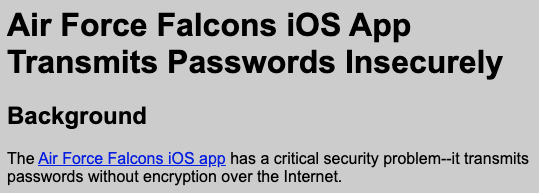 Air Force Falcons iOS App
Transmits Passwords Insecurely
Background
The Air Force Falcons iOS app has a critical security problem--it transmits
passwords without encryption over the Internet.